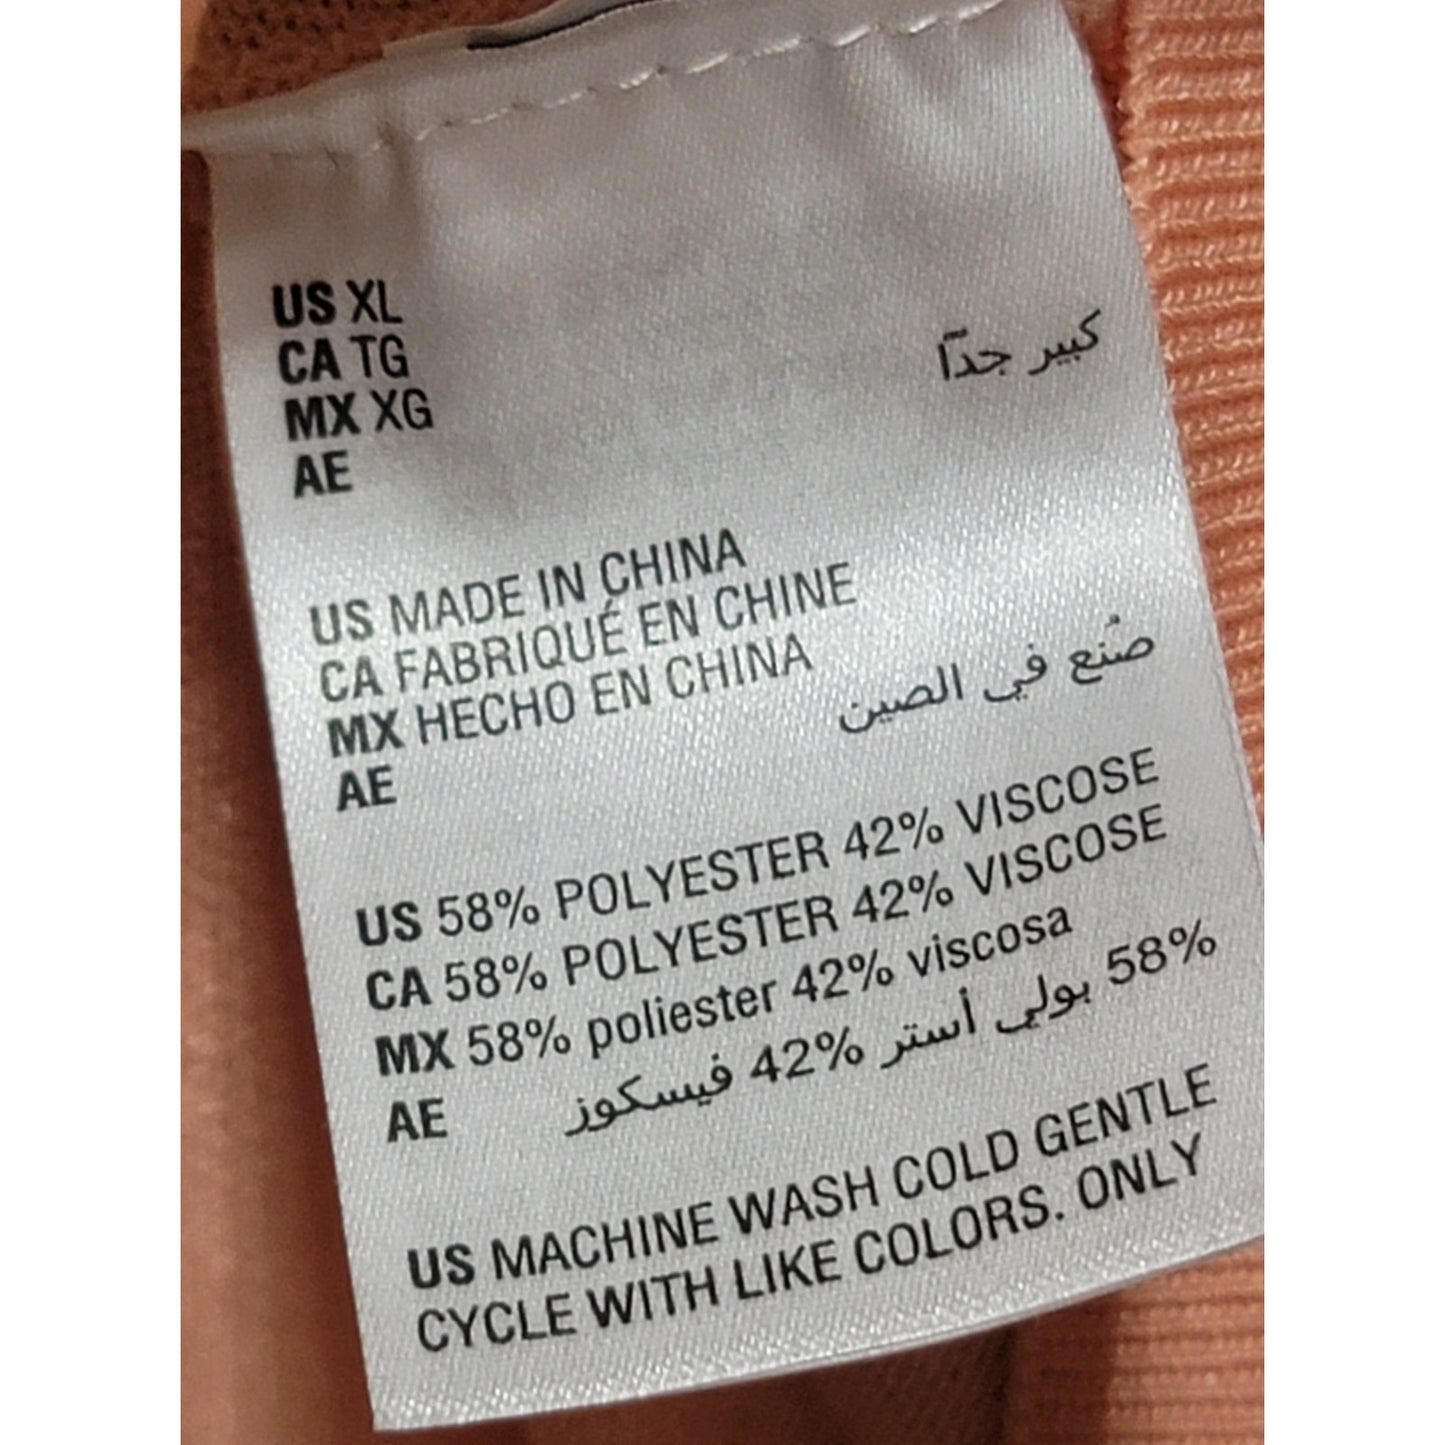 US XL
CA TG
MX XG
AE كبير جدّا
US MADE IN CHINA
CA FABRIQUÉ EN CHINE
MX HECHO EN CHINA
AE صُنع في الصين
US 58% POLYESTER 42% VISCOSE
CA 58% POLYESTER 42% VISCOSE
MX 58% poliester 42% viscosa
AE 58% بولي أستر 42% فيسكوز
US MACHINE WASH COLD GENTLE
CYCLE WITH LIKE COLORS. ONLY